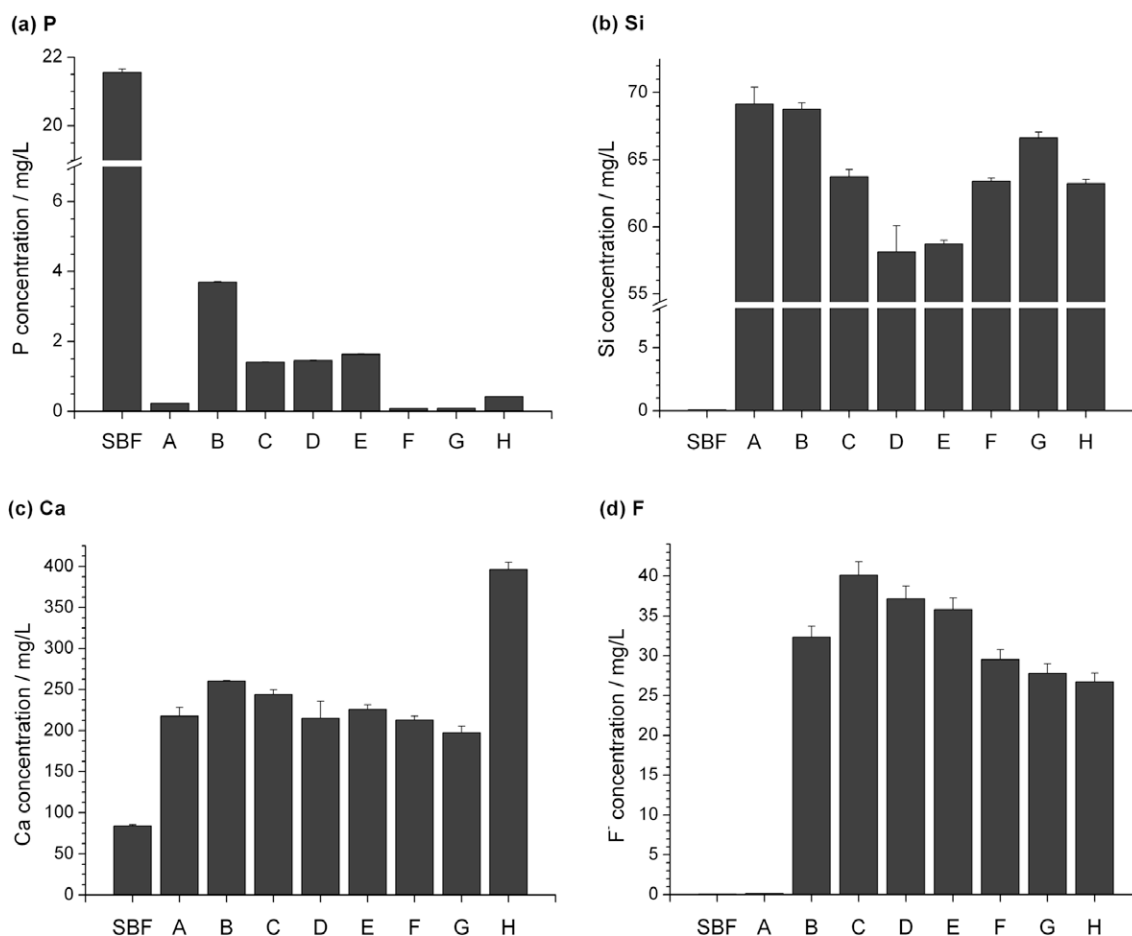 (a) P
P concentration / mg/L
22
20
6
4
2
0
SBF A B C D E F G H
(b) Si
Si concentration / mg/L
70
65
60
55
5
0
SBF A B C D E F G H
(c) Ca
Ca concentration / mg/L
400
350
300
250
200
150
100
50
0
SBF A B C D E F G H
(d) F
F⁻ concentration / mg/L
40
35
30
25
20
15
10
5
0
SBF A B C D E F G H